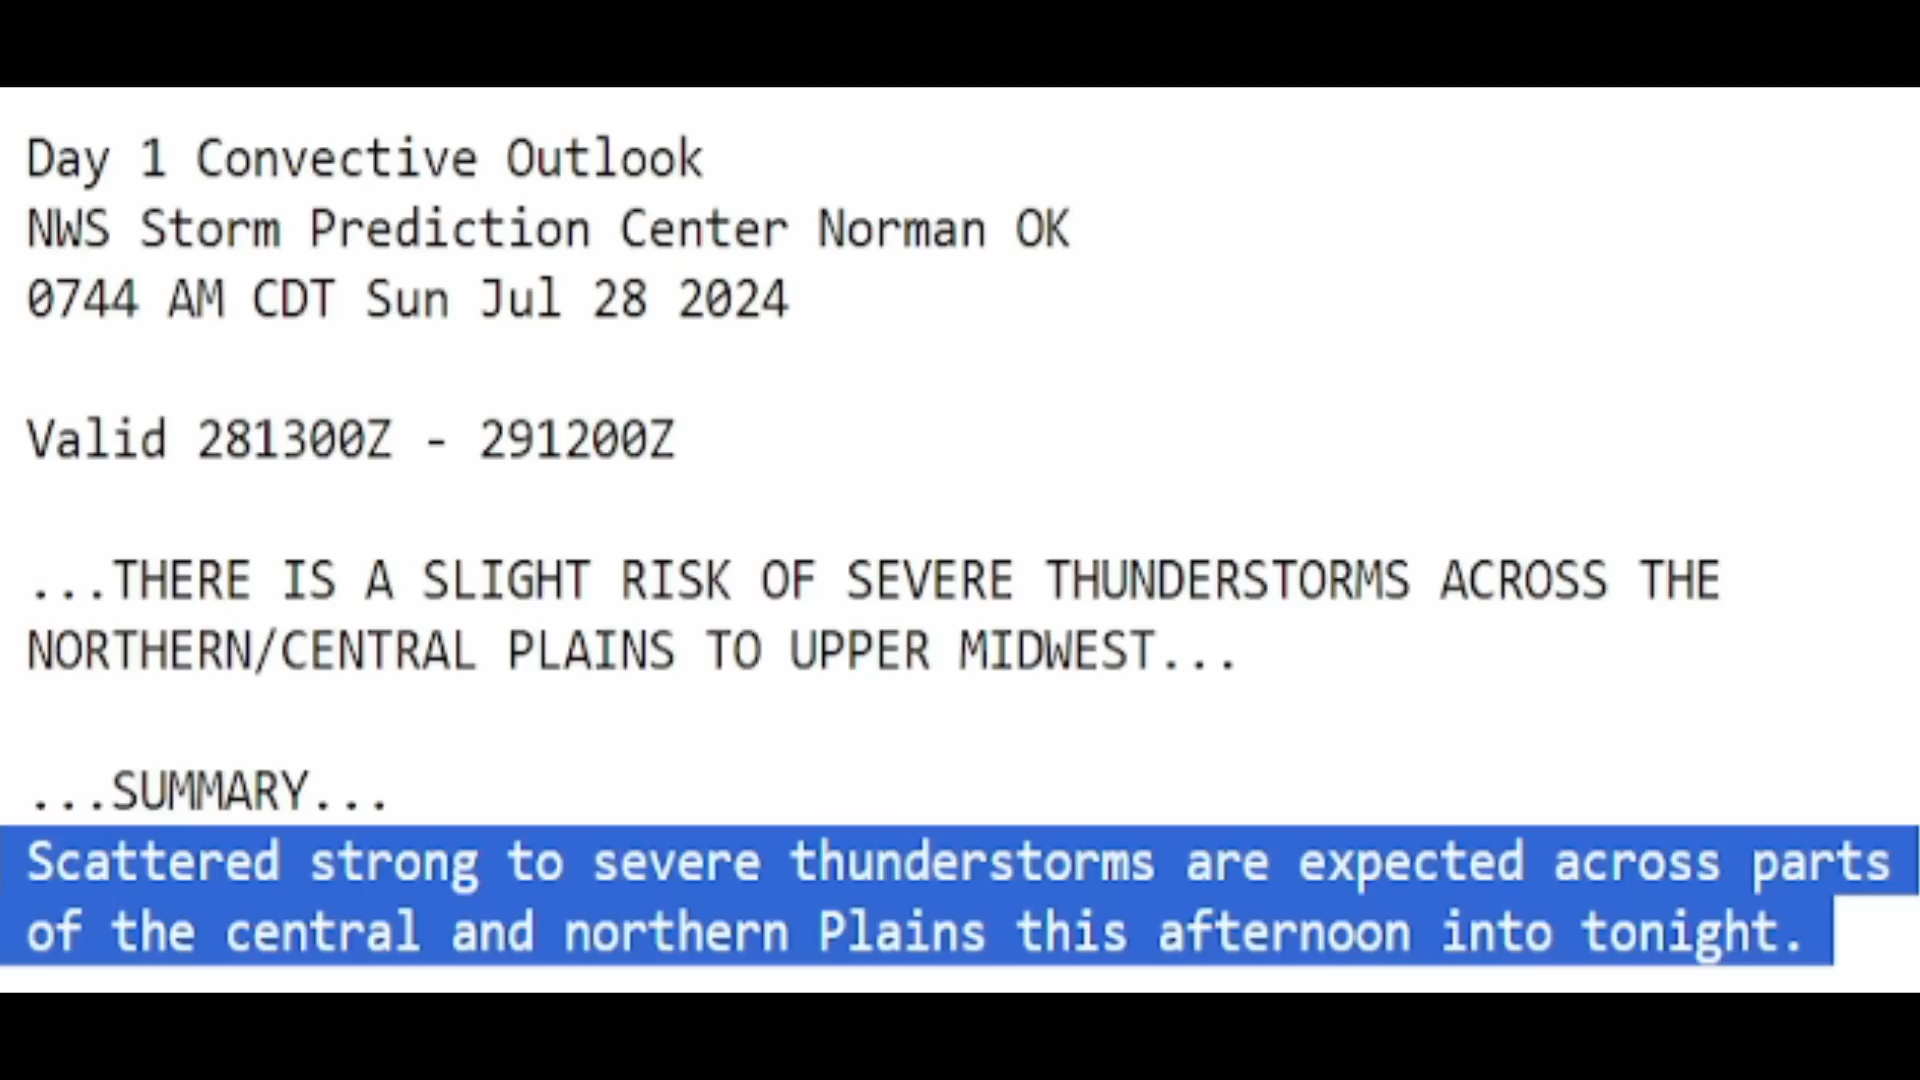 Day 1 Convective Outlook
NWS Storm Prediction Center Norman OK
0744 AM CDT Sun Jul 28 2024
Valid 281300Z - 291200Z
...THERE IS A SLIGHT RISK OF SEVERE THUNDERSTORMS ACROSS THE
NORTHERN/CENTRAL PLAINS TO UPPER MIDWEST...
...SUMMARY...
Scattered strong to severe thunderstorms are expected across parts
of the central and northern Plains this afternoon into tonight.